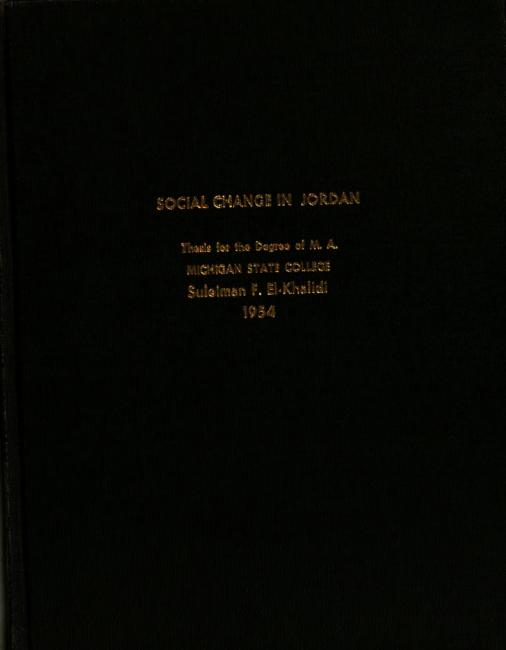 SOCIAL CHANGE IN JORDAN
Thesis for the Degree of M. A.
MICHIGAN STATE COLLEGE
Suleiman F. El-Khalidi
1954